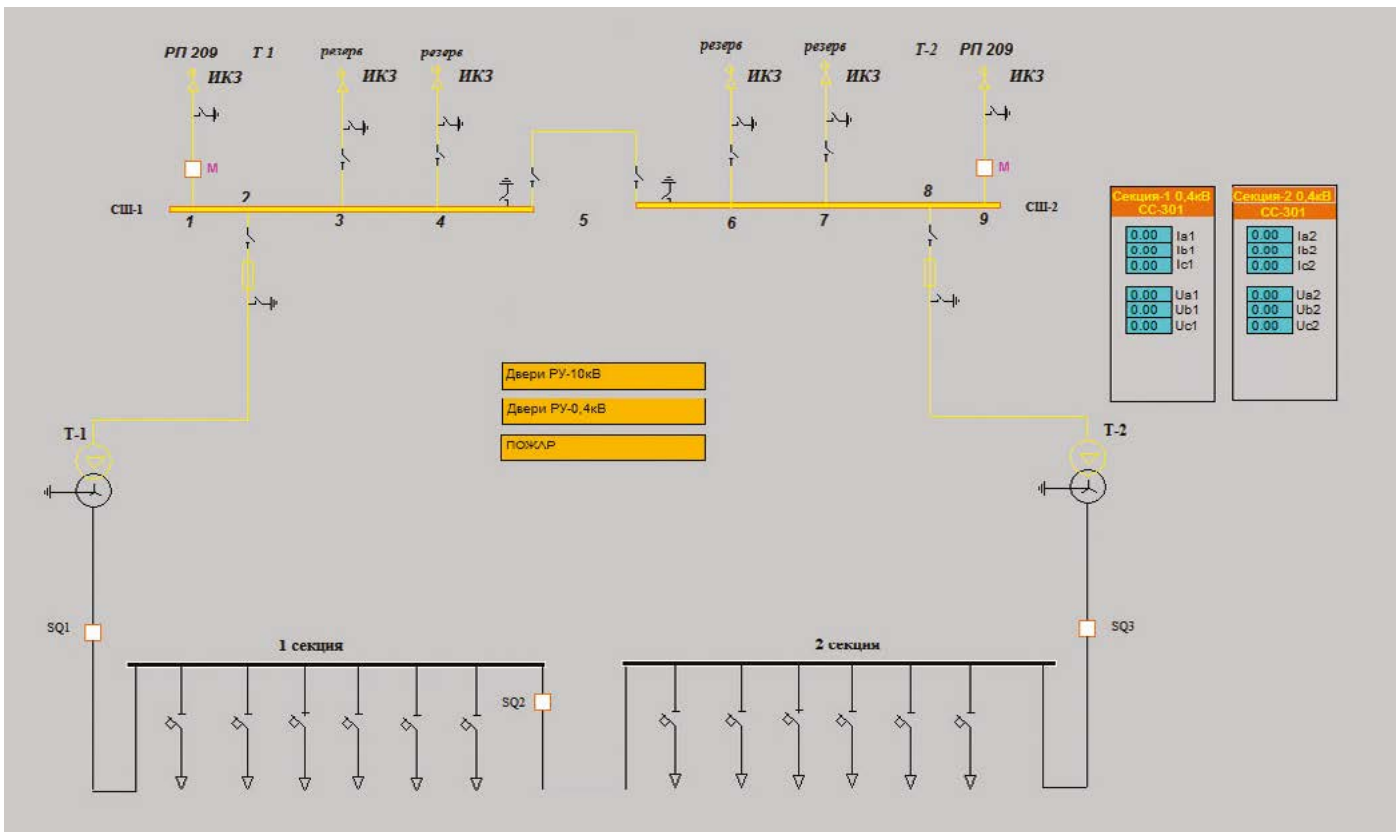 РП 209 Т 1 резерв резерв резерв резерв Т-2 РП 209
ИКЗ ИКЗ ИКЗ ИКЗ ИКЗ ИКЗ
М М
2 8
СШ-1 СШ-2
1 3 4 5 6 7 9
Секция-1 0,4кВ
СС-301
0.00 Ia1
0.00 Ib1
0.00 Ic1
0.00 Ua1
0.00 Ub1
0.00 Uc1
Секция-2 0,4кВ
СС-301
0.00 Ia2
0.00 Ib2
0.00 Ic2
0.00 Ua2
0.00 Ub2
0.00 Uc2
Двери РУ-10кВ
Двери РУ-0,4кВ
ПОЖАР
Т-1 Т-2
SQ1 SQ3
1 секция 2 секция
SQ2